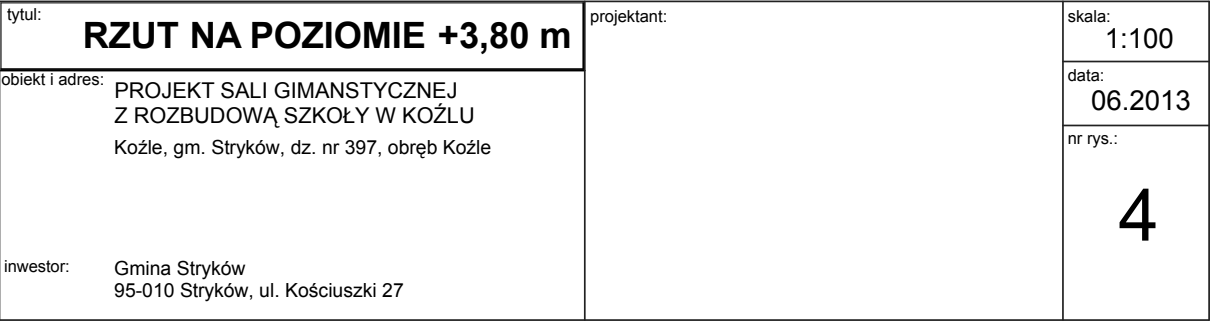 tytuł:
RZUT NA POZIOMIE +3,80 m
obiekt i adres:
PROJEKT SALI GIMANSTYCZNEJ
Z ROZBUDOWĄ SZKOŁY W KOŹLU
Koźle, gm. Stryków, dz. nr 397, obręb Koźle
inwestor:
Gmina Stryków
95-010 Stryków, ul. Kościuszki 27
projektant:
skala:
1:100
data:
06.2013
nr rys.:
4